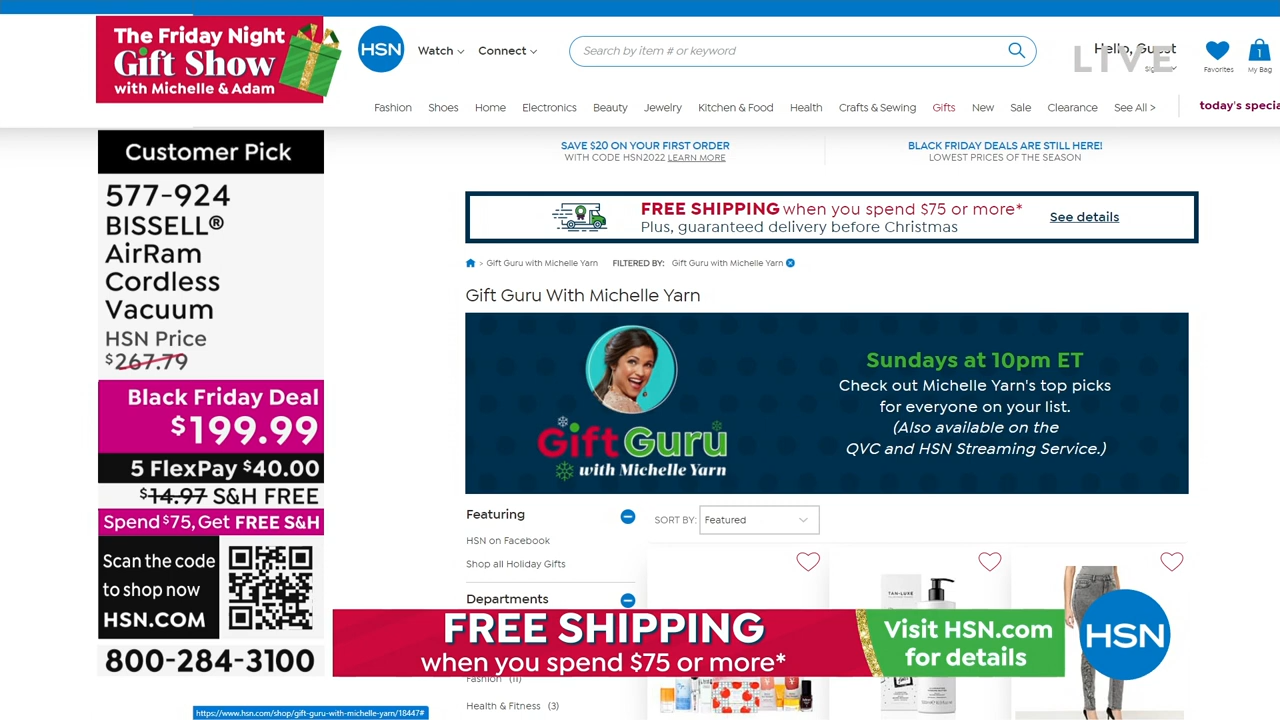 The Friday Night
Gift Show
with Michelle & Adam
HSN
Watch
Connect
Search by item # or keyword
Hello, Guest
LIVE
Favorites
1
My Bag
Fashion
Shoes
Home
Electronics
Beauty
Jewelry
Kitchen & Food
Health
Crafts & Sewing
Gifts
New
Sale
Clearance
See All >
today's specia
SAVE $20 ON YOUR FIRST ORDER
WITH CODE HSN2022 LEARN MORE
BLACK FRIDAY DEALS ARE STILL HERE!
LOWEST PRICES OF THE SEASON
Customer Pick
577-924
BISSELL®
AirRam
Cordless
Vacuum
HSN Price
$267.79
Black Friday Deal
$199.99
5 FlexPay $40.00
$14.97 S&H FREE
Spend $75, Get FREE S&H
Scan the code
to shop now
HSN.COM
800-284-3100
FREE SHIPPING when you spend $75 or more*
Plus, guaranteed delivery before Christmas
See details
> Gift Guru with Michelle Yarn
FILTERED BY: Gift Guru with Michelle Yarn
Gift Guru With Michelle Yarn
Gift Guru
with Michelle Yarn
Sundays at 10pm ET
Check out Michelle Yarn's top picks
for everyone on your list.
(Also available on the
QVC and HSN Streaming Service.)
Featuring
HSN on Facebook
Shop all Holiday Gifts
Departments
SORT BY: Featured
TAN-LUXE
FREE SHIPPING
when you spend $75 or more*
Visit HSN.com
for details
HSN
Fashion (11)
Health & Fitness (3)
https://www.hsn.com/shop/gift-guru-with-michelle-yarn/18447#